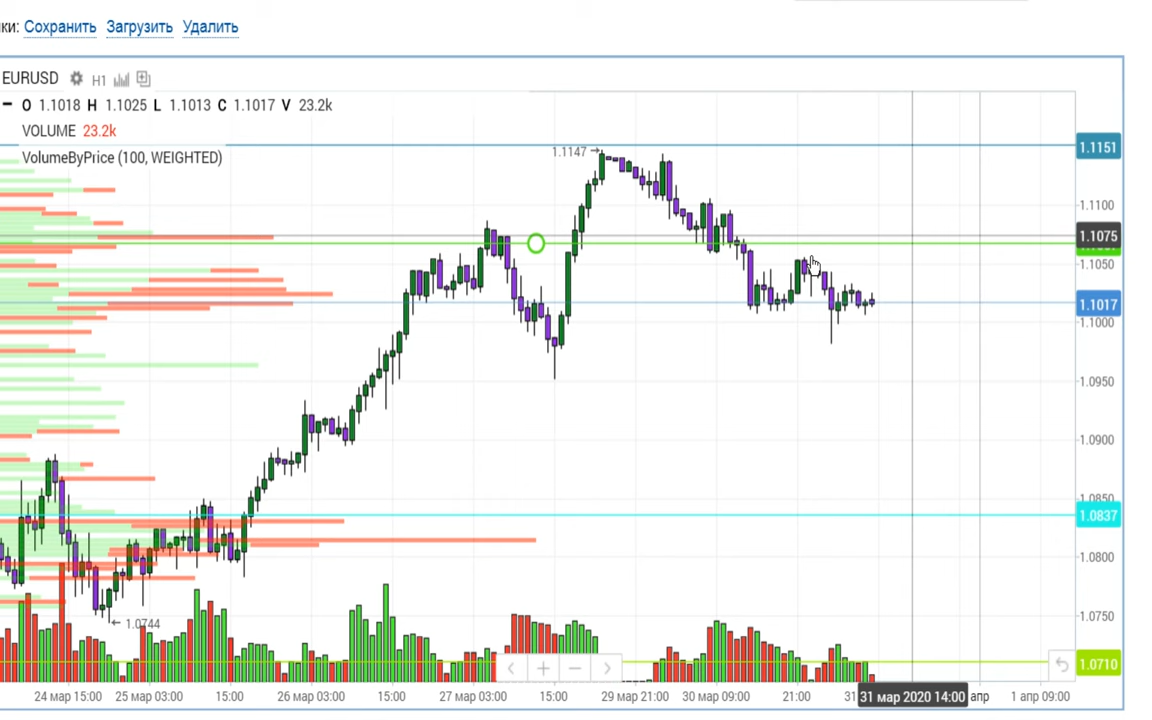 ки: Сохранить Загрузить Удалить
EURUSD H1
O 1.1018 H 1.1025 L 1.1013 C 1.1017 V 23.2k
VOLUME 23.2k
VolumeByPrice (100, WEIGHTED)
1.1147
1.1151
1.1100
1.1075
1.1050
1.1017
1.1000
1.0950
1.0900
1.0850
1.0837
1.0800
1.0750
1.0744
1.0710
24 мар 15:00 25 мар 03:00 15:00 26 мар 03:00 15:00 27 мар 03:00 15:00 29 мар 21:00 30 мар 09:00 21:00 31 31 мар 2020 14:00 апр 1 апр 09:00